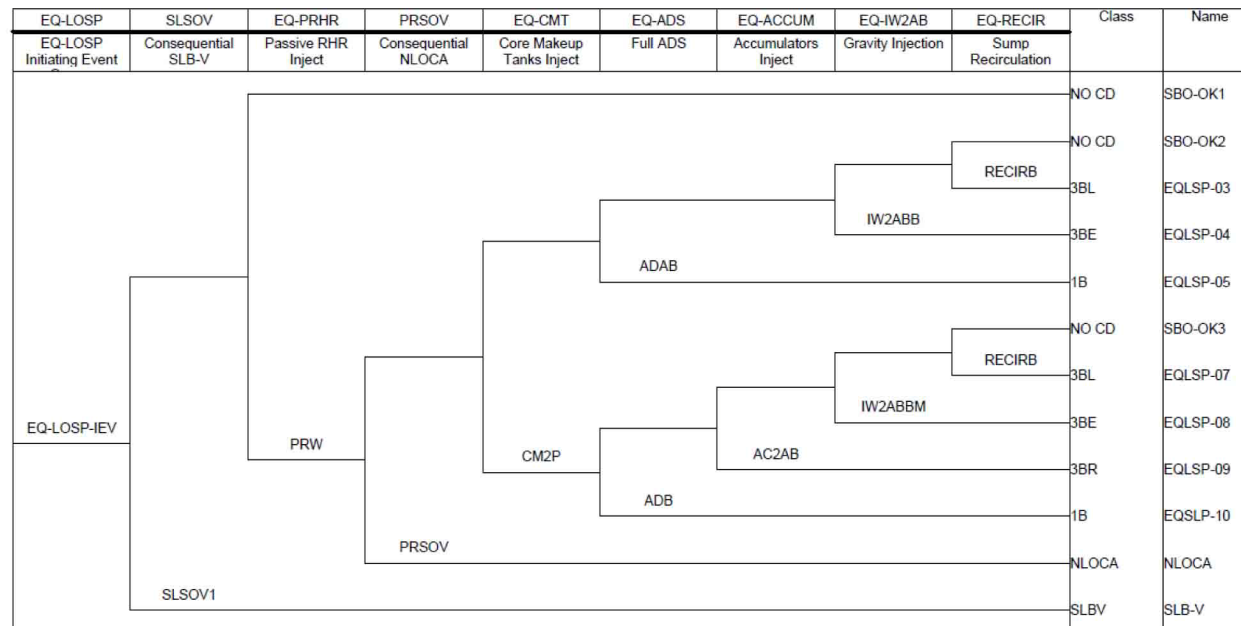 EQ-LOSP SLSOV EQ-PRHR PRSOV EQ-CMT EQ-ADS EQ-ACCUM EQ-IW2AB EQ-RECIR Class Name
EQ-LOSP Consequential Passive RHR Consequential Core Makeup Full ADS Accumulators Gravity Injection Sump
Initiating Event SLB-V Inject NLOCA Tanks Inject Inject Recirculation
NO CD SBO-OK1
NO CD SBO-OK2
RECIRB
3BL EQLSP-03
IW2ABB
3BE EQLSP-04
ADAB
1B EQLSP-05
NO CD SBO-OK3
RECIRB
3BL EQLSP-07
IW2ABBM
3BE EQLSP-08
EQ-LOSP-IEV
PRW
CM2P
AC2AB
3BR EQLSP-09
ADB
1B EQSLP-10
PRSOV
NLOCA NLOCA
SLSOV1
SLBV SLB-V